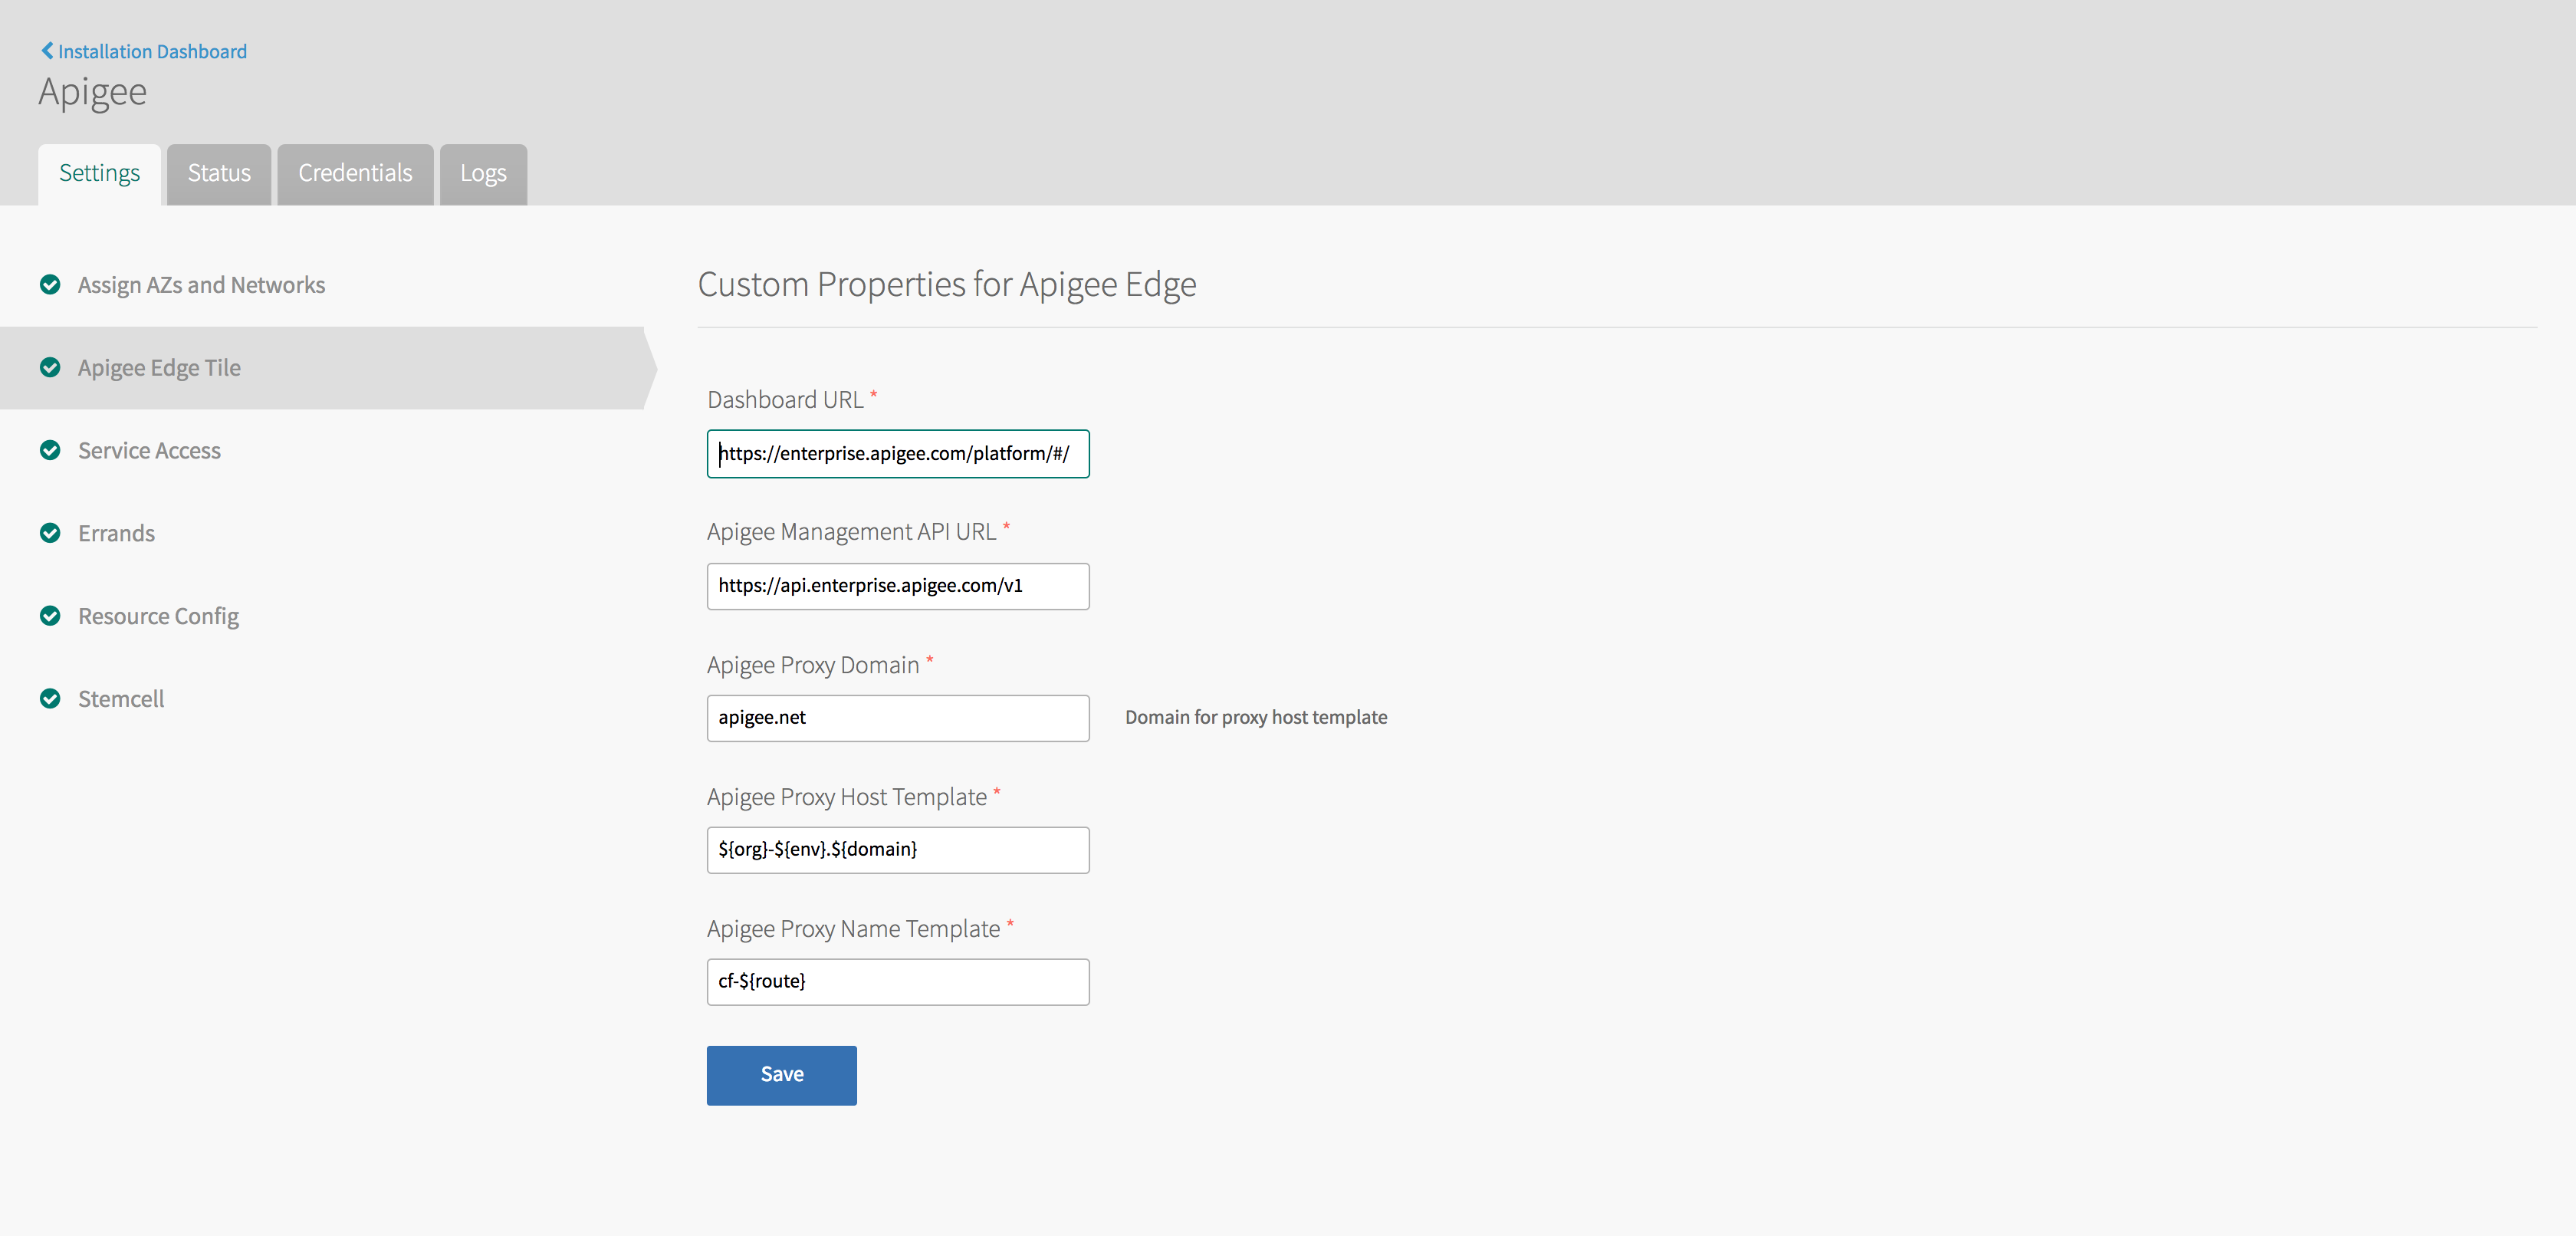 Installation Dashboard
Apigee
Settings
Status
Credentials
Logs
Assign AZs and Networks
Apigee Edge Tile
Service Access
Errands
Resource Config
Stemcell
Custom Properties for Apigee Edge
Dashboard URL *
https://enterprise.apigee.com/platform/#/
Apigee Management API URL *
https://api.enterprise.apigee.com/v1
Apigee Proxy Domain *
apigee.net
Domain for proxy host template
Apigee Proxy Host Template *
${org}-${env}.${domain}
Apigee Proxy Name Template *
cf-${route}
Save